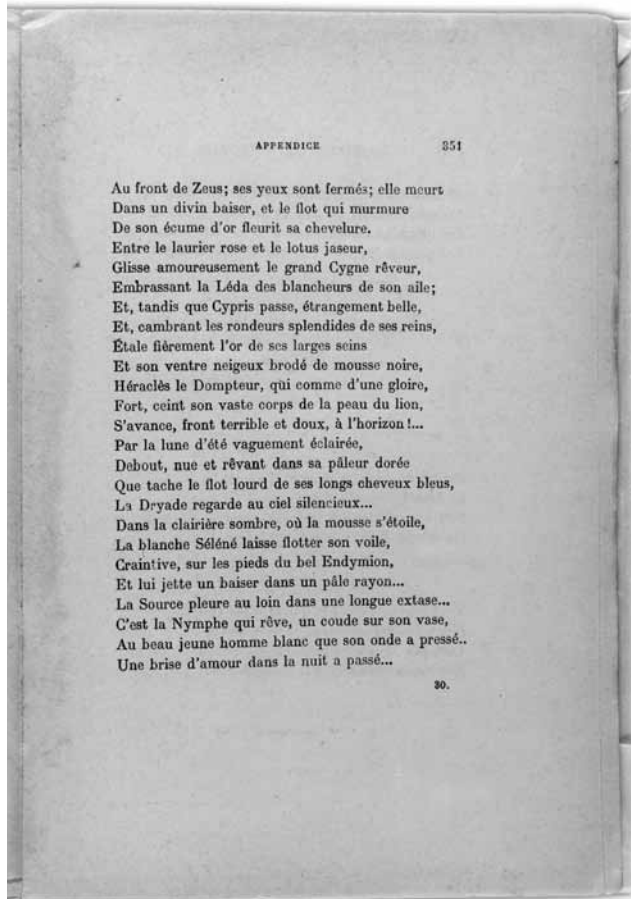 APPENDICE 351
Au front de Zeus; ses yeux sont fermés; elle meurt
Dans un divin baiser, et le flot qui murmure
De son écume d'or fleurit sa chevelure.
Entre le laurier rose et le lotus jaseur,
Glisse amoureusement le grand Cygne rêveur,
Embrassant la Léda des blancheurs de son aile;
Et, tandis que Cypris passe, étrangement belle,
Et, cambrant les rondeurs splendides de ses reins,
Étale fièrement l'or de ses larges seins
Et son ventre neigeux brodé de mousse noire,
Héraclès le Dompteur, qui comme d'une gloire,
Fort, ceint son vaste corps de la peau du lion,
S'avance, front terrible et doux, à l'horizon!...
Par la lune d'été vaguement éclairée,
Debout, nue et rêvant dans sa pâleur dorée
Que tache le flot lourd de ses longs cheveux bleus,
La Dryade regarde au ciel silencieux...
Dans la clairière sombre, où la mousse s'étoile,
La blanche Séléné laisse flotter son voile,
Craintive, sur les pieds du bel Endymion,
Et lui jette un baiser dans un pâle rayon...
La Source pleure au loin dans une longue extase...
C'est la Nymphe qui rêve, un coude sur son vase,
Au beau jeune homme blanc que son onde a pressé..
Une brise d'amour dans la nuit a passé...
30.